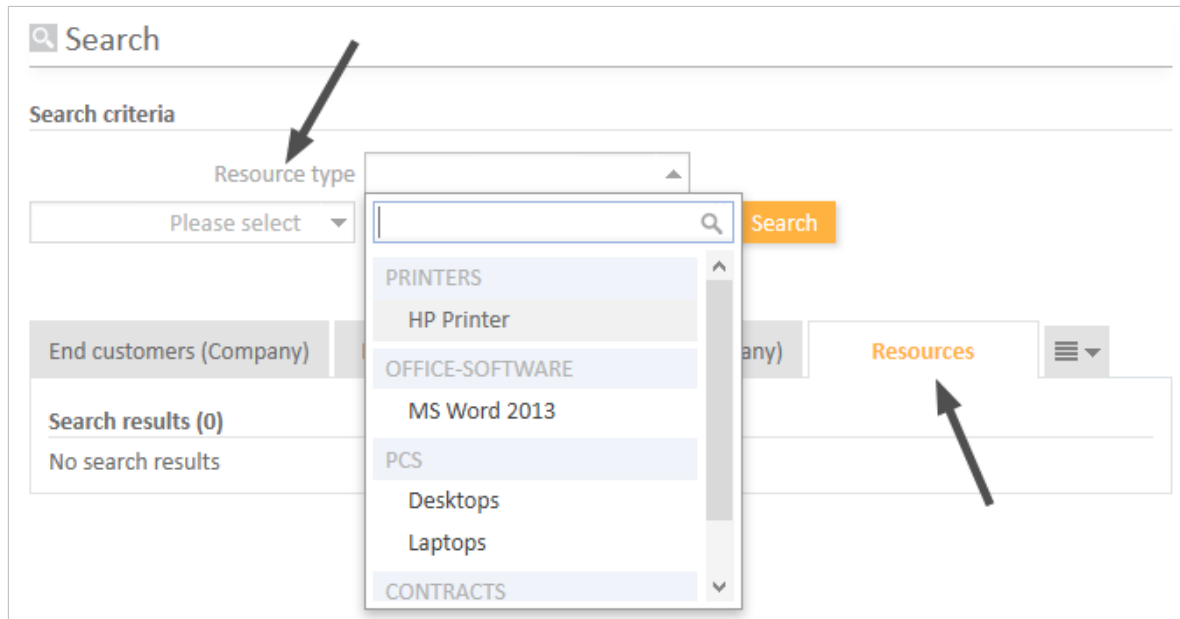 Search
Search criteria
Resource type
Please select
Search
PRINTERS
HP Printer
OFFICE-SOFTWARE
MS Word 2013
PCS
Desktops
Laptops
CONTRACTS
End customers (Company)
any)
Resources
Search results (0)
No search results